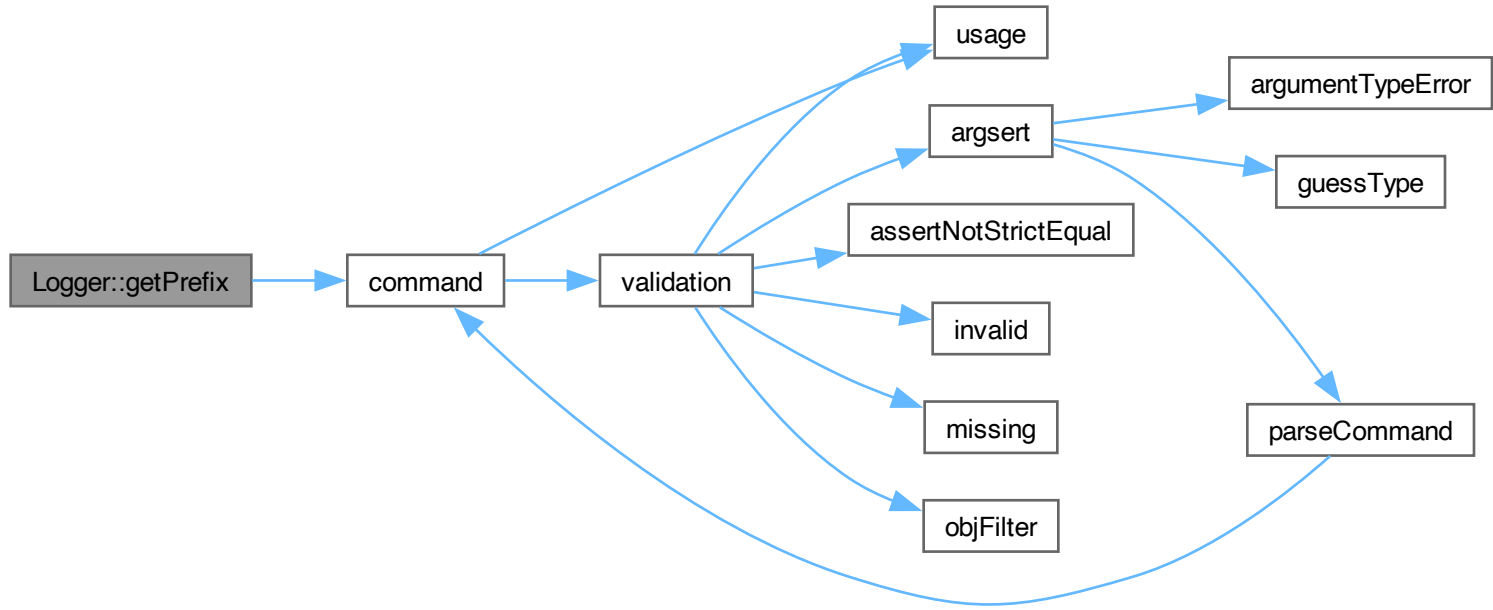 Logger::getPrefix
command
validation
usage
argsert
assertNotStrictEqual
invalid
missing
objFilter
argumentTypeError
guessType
parseCommand